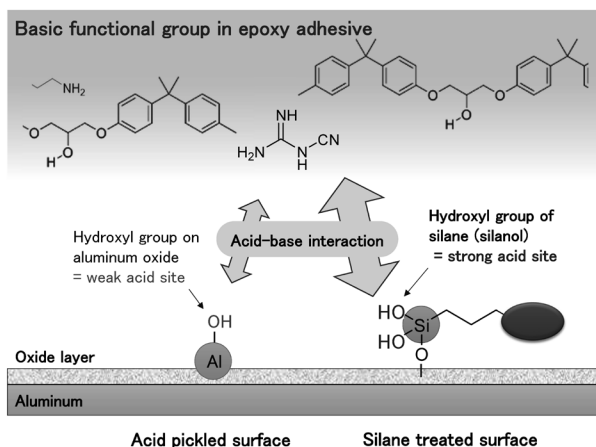 Basic functional group in epoxy adhesive
NH2
O
O
HO
NH
H2N
N
H
CN
O
O
HO
Acid-base interaction
Hydroxyl group on
aluminum oxide
= weak acid site
Hydroxyl group of
silane (silanol)
= strong acid site
OH
Al
HO
HO
Si
O
Oxide layer
Aluminum
Acid pickled surface
Silane treated surface